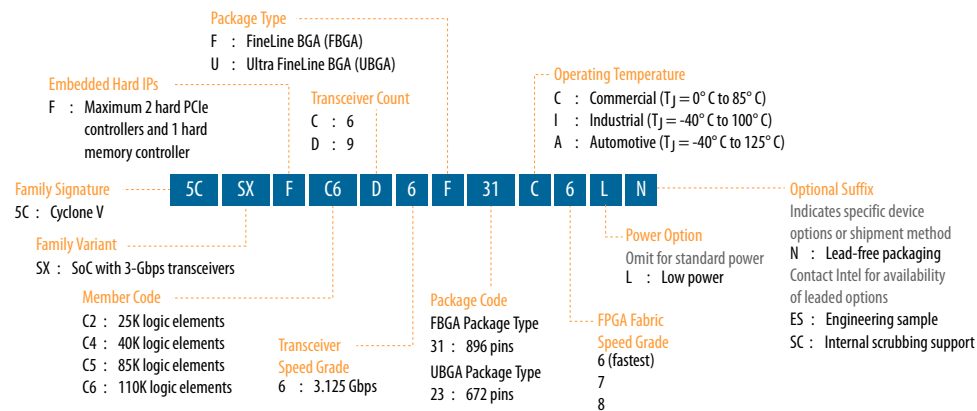 Package Type
F : FineLine BGA (FBGA)
U : Ultra FineLine BGA (UBGA)
Embedded Hard IPs
F : Maximum 2 hard PCIe
controllers and 1 hard
memory controller
Transceiver Count
C : 6
D : 9
Operating Temperature
C : Commercial (TJ = 0° C to 85° C)
I : Industrial (TJ = -40° C to 100° C)
A : Automotive (TJ = -40° C to 125° C)
5C SX F C6 D 6 F 31 C 6 L N
Family Signature
5C : Cyclone V
Family Variant
SX : SoC with 3-Gbps transceivers
Member Code
C2 : 25K logic elements
C4 : 40K logic elements
C5 : 85K logic elements
C6 : 110K logic elements
Transceiver
Speed Grade
6 : 3.125 Gbps
Package Code
FBGA Package Type
31 : 896 pins
UBGA Package Type
23 : 672 pins
FPGA Fabric
Speed Grade
6 (fastest)
7
8
Power Option
Omit for standard power
L : Low power
Optional Suffix
Indicates specific device
options or shipment method
N : Lead-free packaging
Contact Intel for availability
of leaded options
ES : Engineering sample
SC : Internal scrubbing support